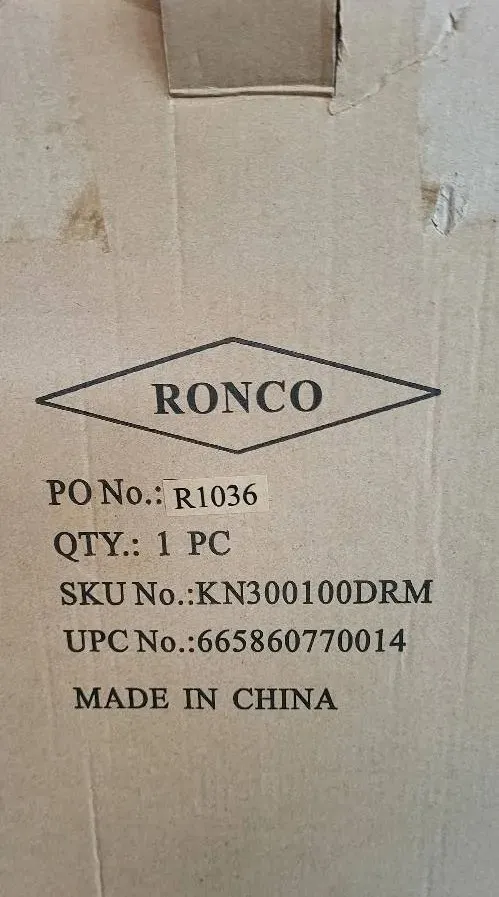 RONCO
PO No.: R1036
QTY.: 1 PC
SKU No.:KN300100DRM
UPC No.:665860770014
MADE IN CHINA